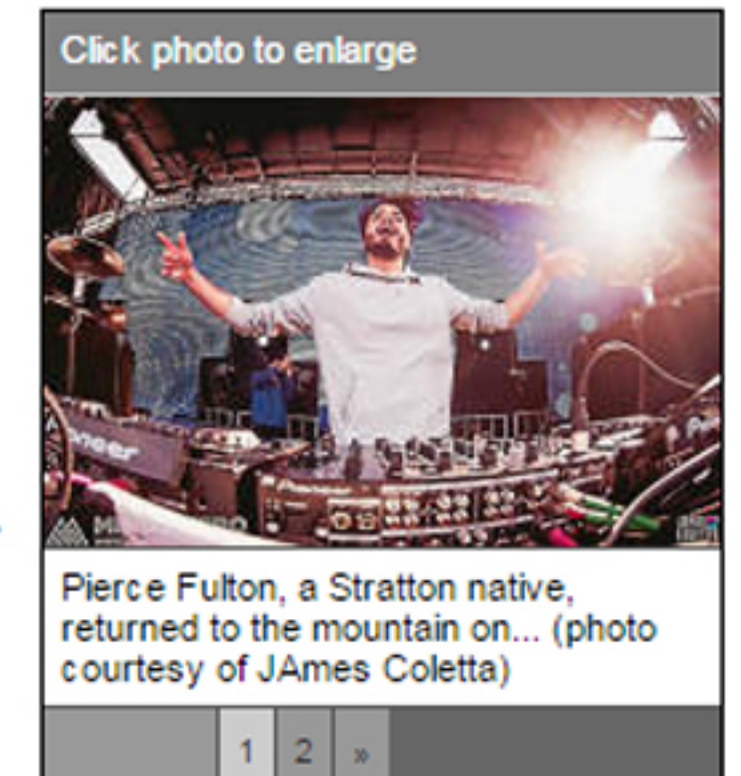 Click photo to enlarge
Pioneer
Pierce Fulton, a Stratton native,
returned to the mountain on... (photo
courtesy of JAmes Coletta)
1 2 »